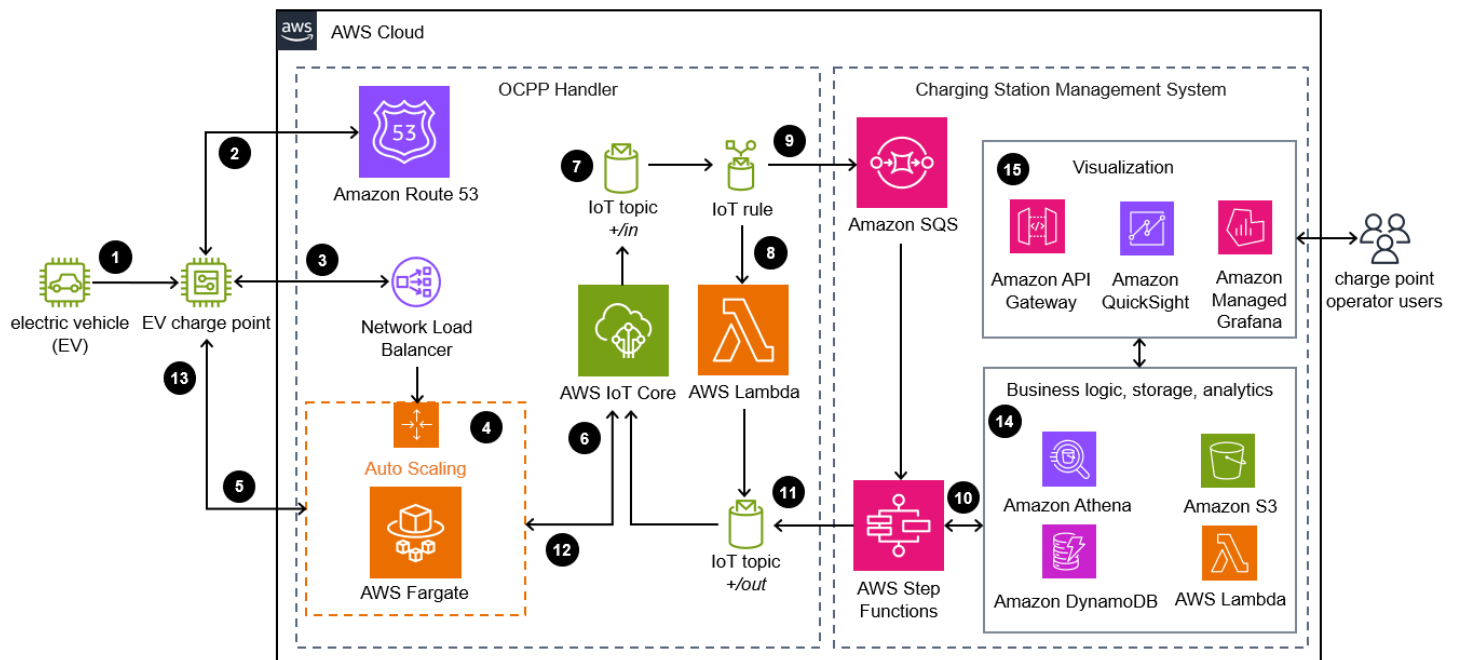 aws
AWS Cloud
OCPP Handler
Charging Station Management System
2
53
Amazon Route 53
7
IoT topic
+/in
IoT rule
9
Amazon SQS
15
Visualization
Amazon API
Gateway
Amazon
QuickSight
Amazon
Managed
Grafana
charge point
operator users
1
electric vehicle
(EV)
EV charge point
3
Network Load
Balancer
AWS IoT Core
8
AWS Lambda
13
4
Auto Scaling
5
AWS Fargate
6
12
11
IoT topic
+/out
10
AWS Step
Functions
Business logic, storage, analytics
14
Amazon Athena
Amazon S3
Amazon DynamoDB
AWS Lambda